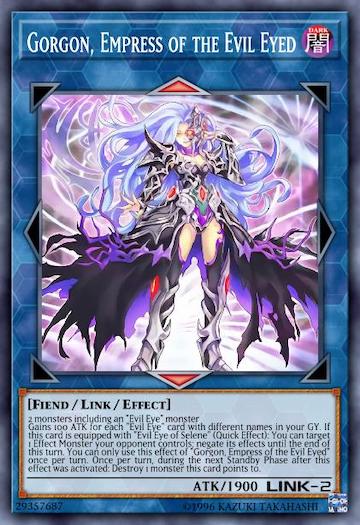 Gorgon, Empress of the Evil Eyed
DARK
闇
[Fiend / Link / Effect]
2 monsters including an "Evil Eye" monster
Gains 100 ATK for each "Evil Eye" card with different names in your GY. If
this card is equipped with "Evil Eye of Selene" (Quick Effect): You can target
1 Effect Monster your opponent controls; negate its effects until the end of
this turn. You can only use this effect of "Gorgon, Empress of the Evil Eyed"
once per turn. Once per turn, during the next Standby Phase after this
effect was activated: Destroy 1 monster this card points to.
ATK/1900 LINK-2
29357687 ©1996 KAZUKI TAKAHASHI